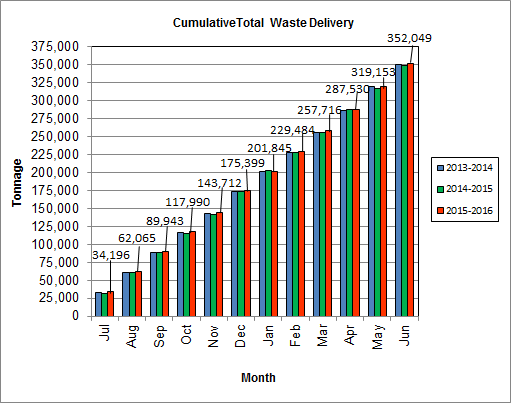 CumulativeTotal Waste Delivery
375,000
350,000
325,000
300,000
275,000
250,000
225,000
200,000
175,000
150,000
125,000
100,000
75,000
50,000
25,000
0
Tonnage
34,196
62,065
89,943
117,990
143,712
175,399
201,845
229,484
257,716
287,530
319,153
352,049
Jul
Aug
Sep
Oct
Nov
Dec
Jan
Feb
Mar
Apr
May
Jun
Month
2013-2014
2014-2015
2015-2016